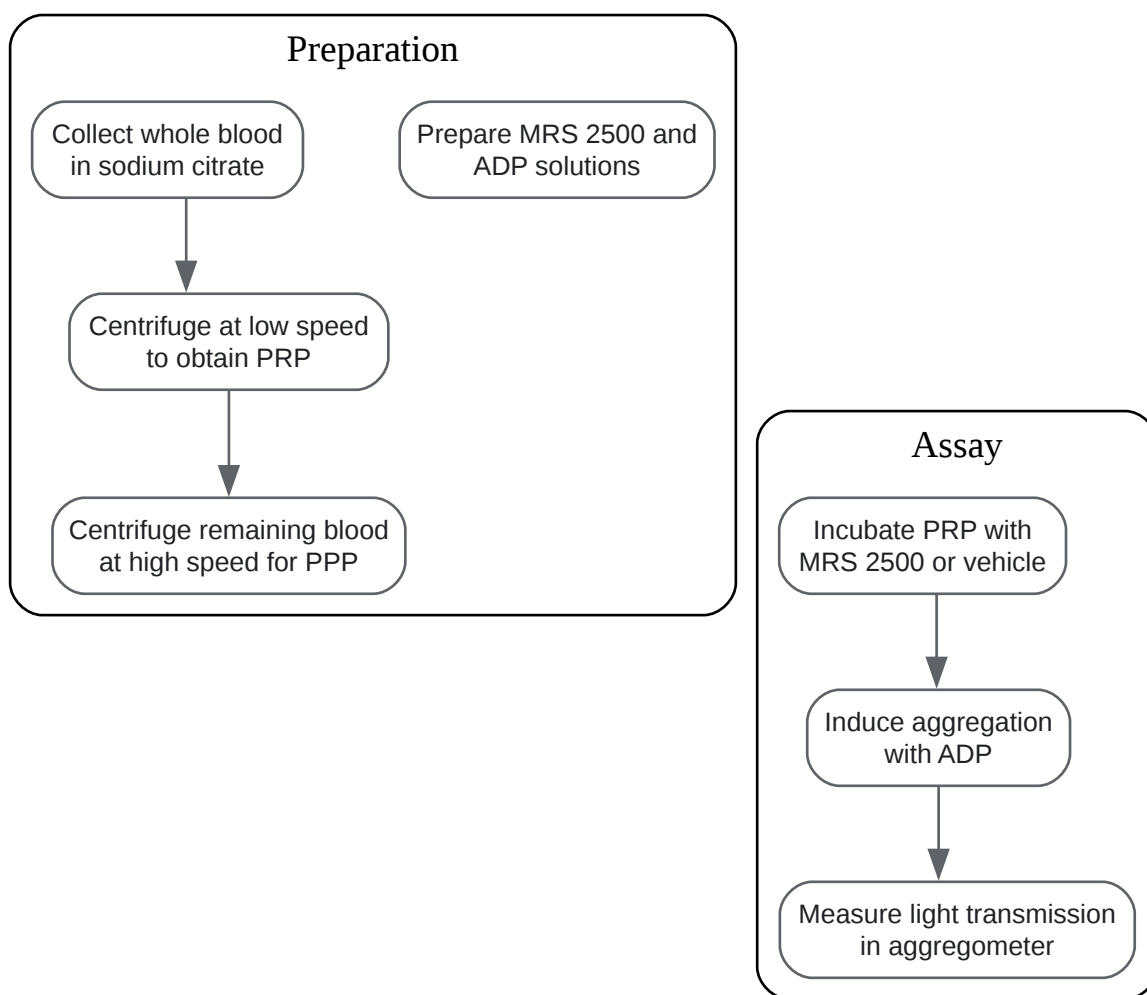 Preparation
Collect whole blood
in sodium citrate
Prepare MRS 2500 and
ADP solutions
Centrifuge at low speed
to obtain PRP
Centrifuge remaining blood
at high speed for PPP
Assay
Incubate PRP with
MRS 2500 or vehicle
Induce aggregation
with ADP
Measure light transmission
in aggregometer